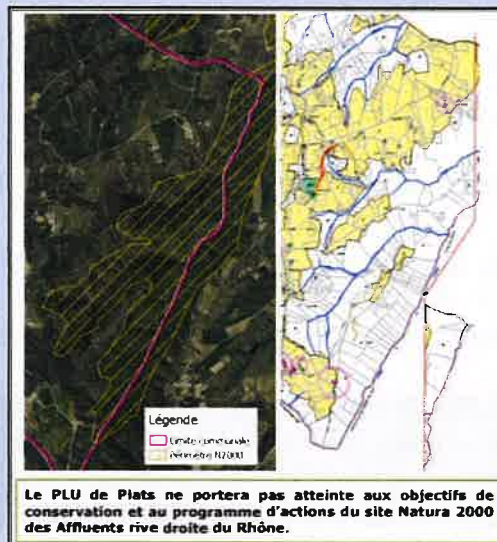 Légende
Limite communale
Périmètre N2000
Le PLU de Plats ne portera pas atteinte aux objectifs de
conservation et au programme d'actions du site Natura 2000
des Affluents rive droite du Rhône.